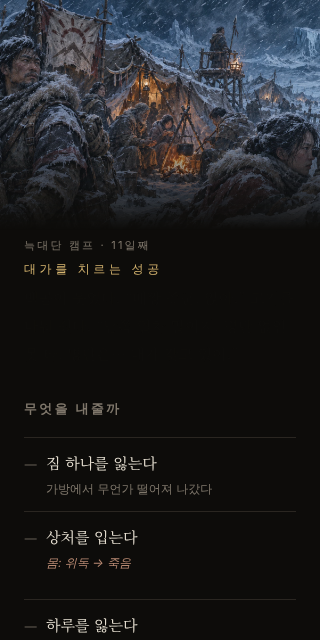 늑대단 캠프 · 11일째
대가를 치르는 성공
무엇을 내줄까
— 짐 하나를 잃는다
가방에서 무언가 떨어져 나갔다
— 상처를 입는다
몸: 위독 → 죽음
— 하루를 잃는다